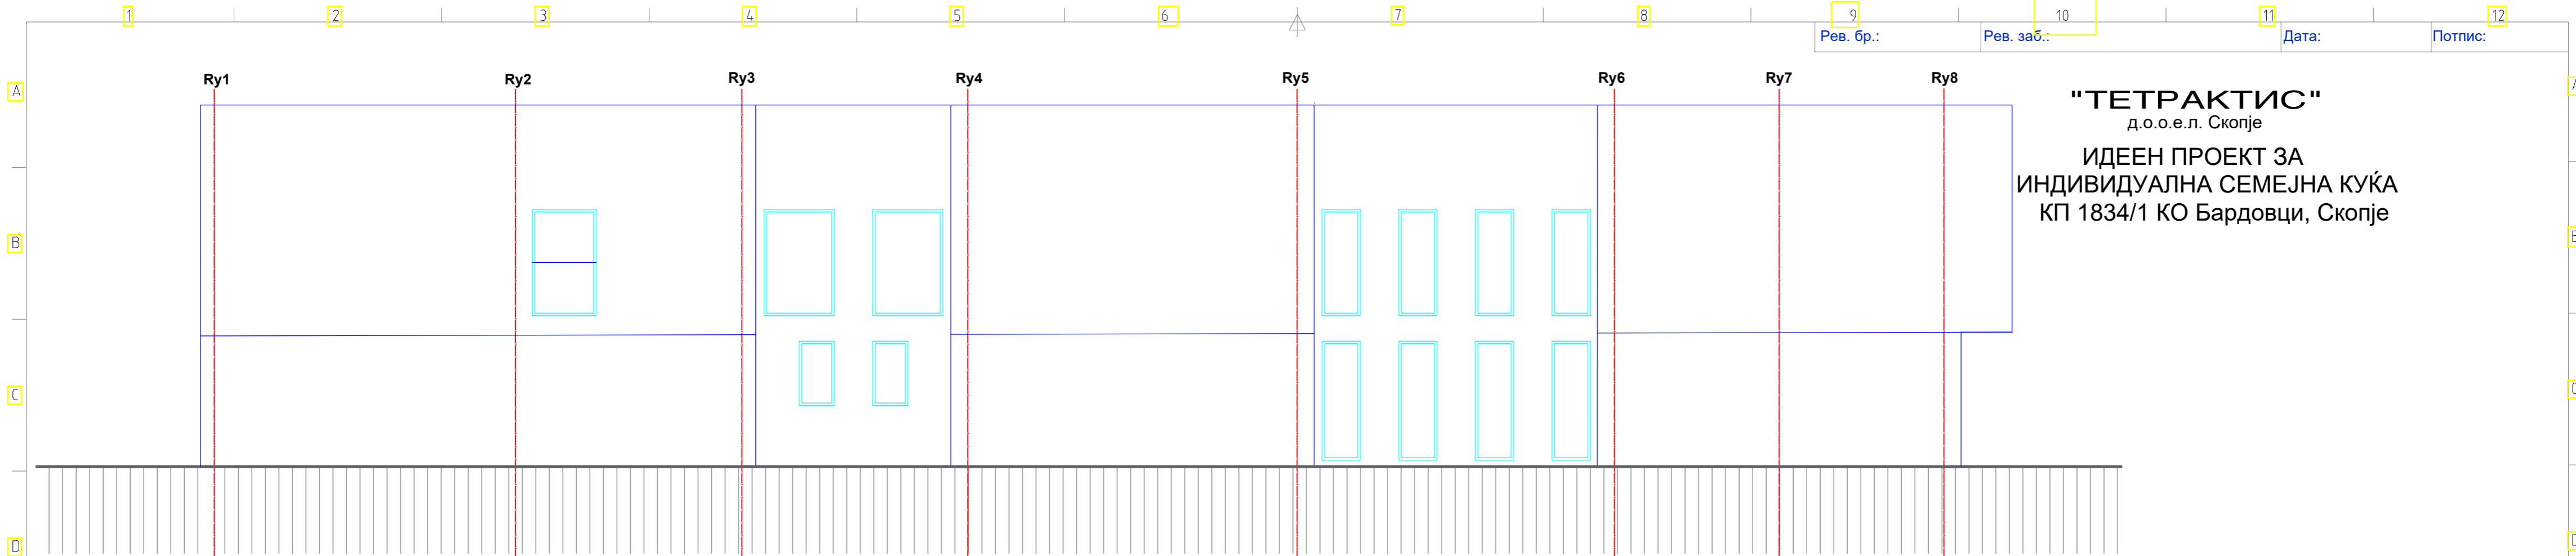 1 2 3 4 5 6 7 8 9 10 11 12
Рев. бр.: Рев. заб.: Дата: Потпис:
Ry1 Ry2 Ry3 Ry4 Ry5 Ry6 Ry7 Ry8
A
"ТЕТРАКТИС"
д.о.о.е.л. Скопје
ИДЕЕН ПРОЕКТ ЗА
ИНДИВИДУАЛНА СЕМЕЈНА КУЌА
КП 1834/1 КО Бардовци, Скопје
B
C
D